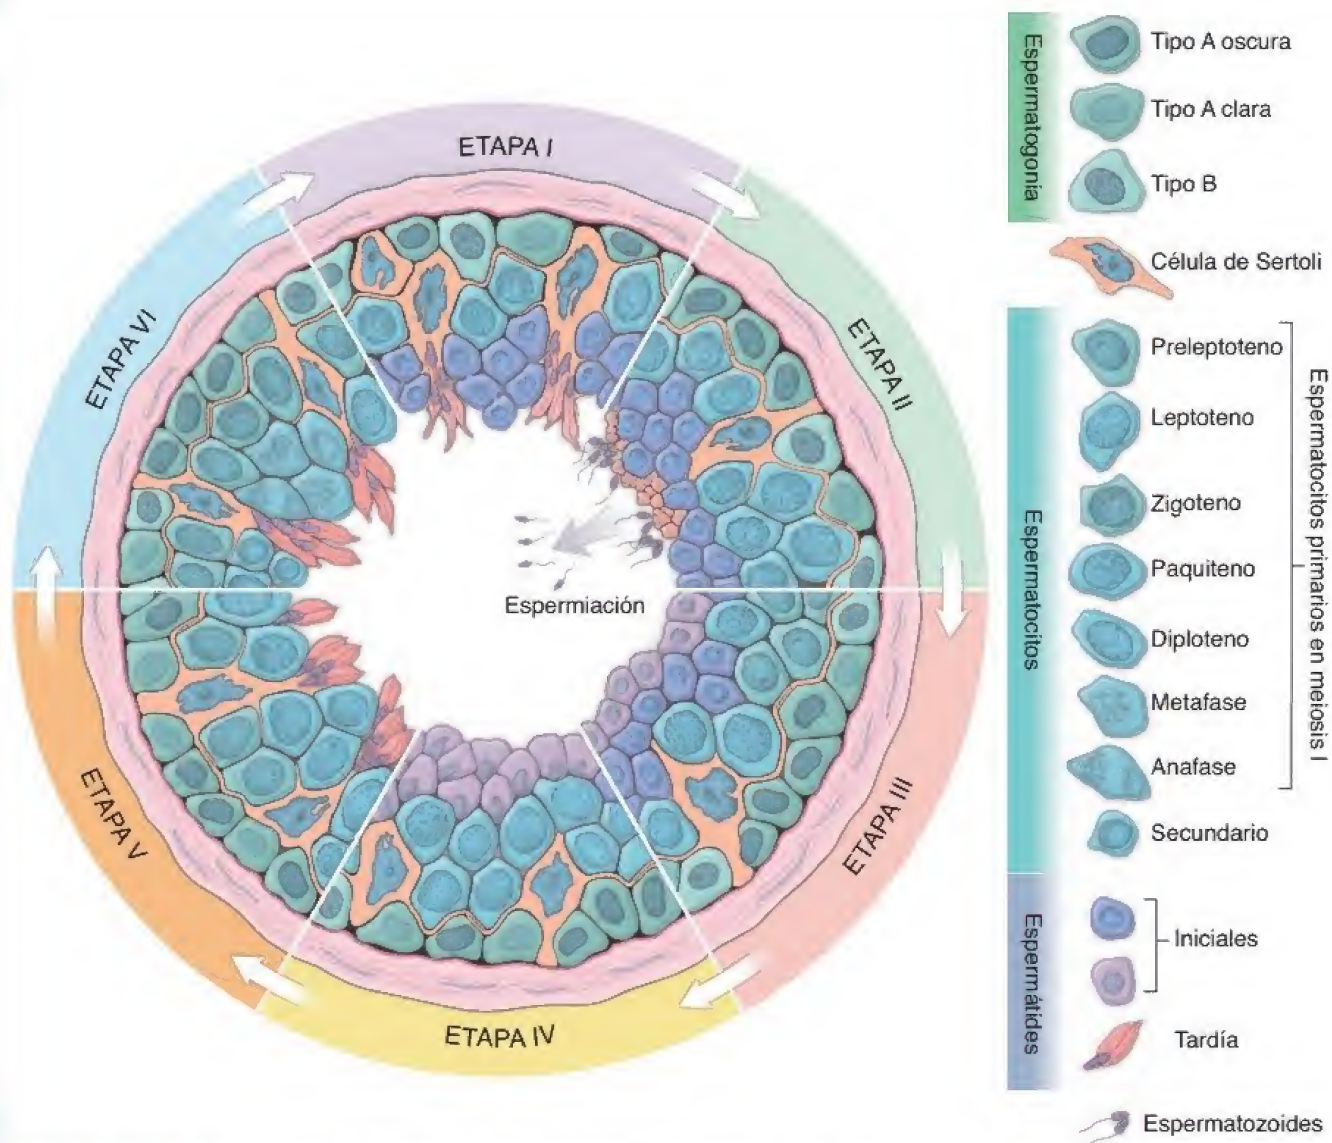 ETAPA I
ETAPA II
ETAPA III
ETAPA IV
ETAPA V
ETAPA VI
Espermiación
Espermatogonia
Tipo A oscura
Tipo A clara
Tipo B
Célula de Sertoli
Espermatocitos
Preleptoteno
Leptoteno
Zigoteno
Paquiteno
Diploteno
Metafase
Anafase
Espermatocitos primarios en meiosis I
Secundario
Espermátides
Iniciales
Tardía
Espermatozoides